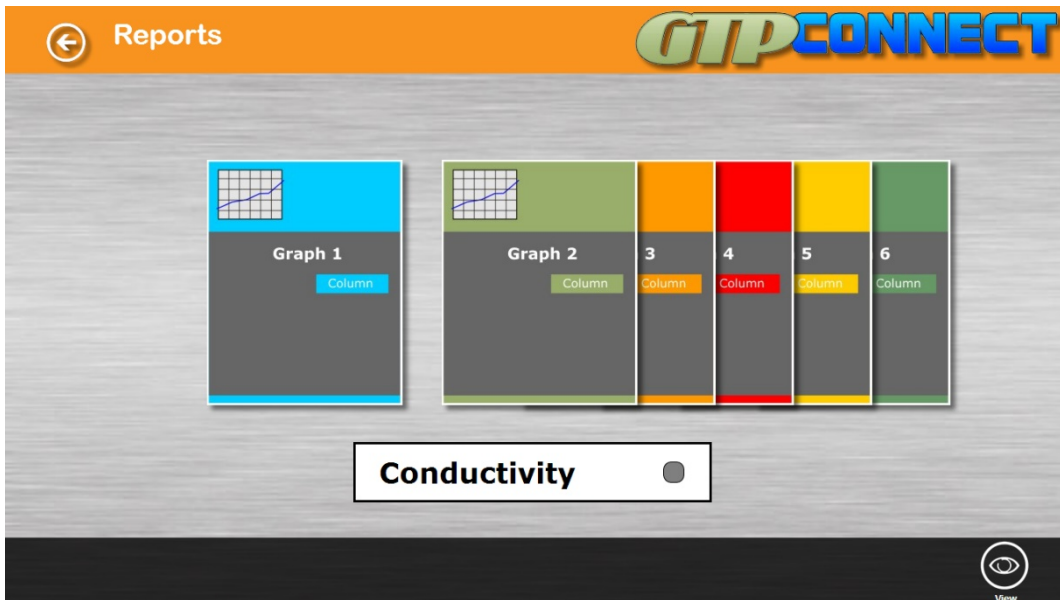 Reports
GTPCONNECT
Graph 1
Column
Graph 2
Column
3
Column
4
Column
5
Column
6
Column
Conductivity
View